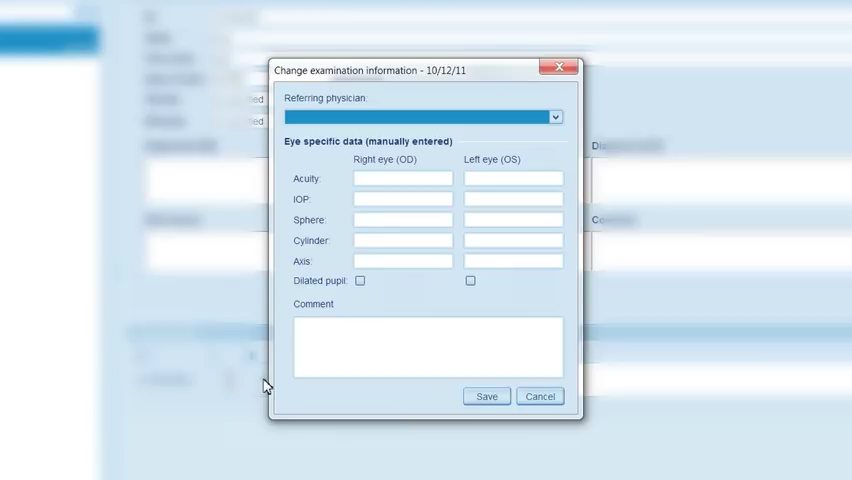 Change examination information - 10/12/11
Referring physician:
Eye specific data (manually entered)
Right eye (OD) Left eye (OS)
Acuity:
IOP:
Sphere:
Cylinder:
Axis:
Dilated pupil:
Comment
Save Cancel